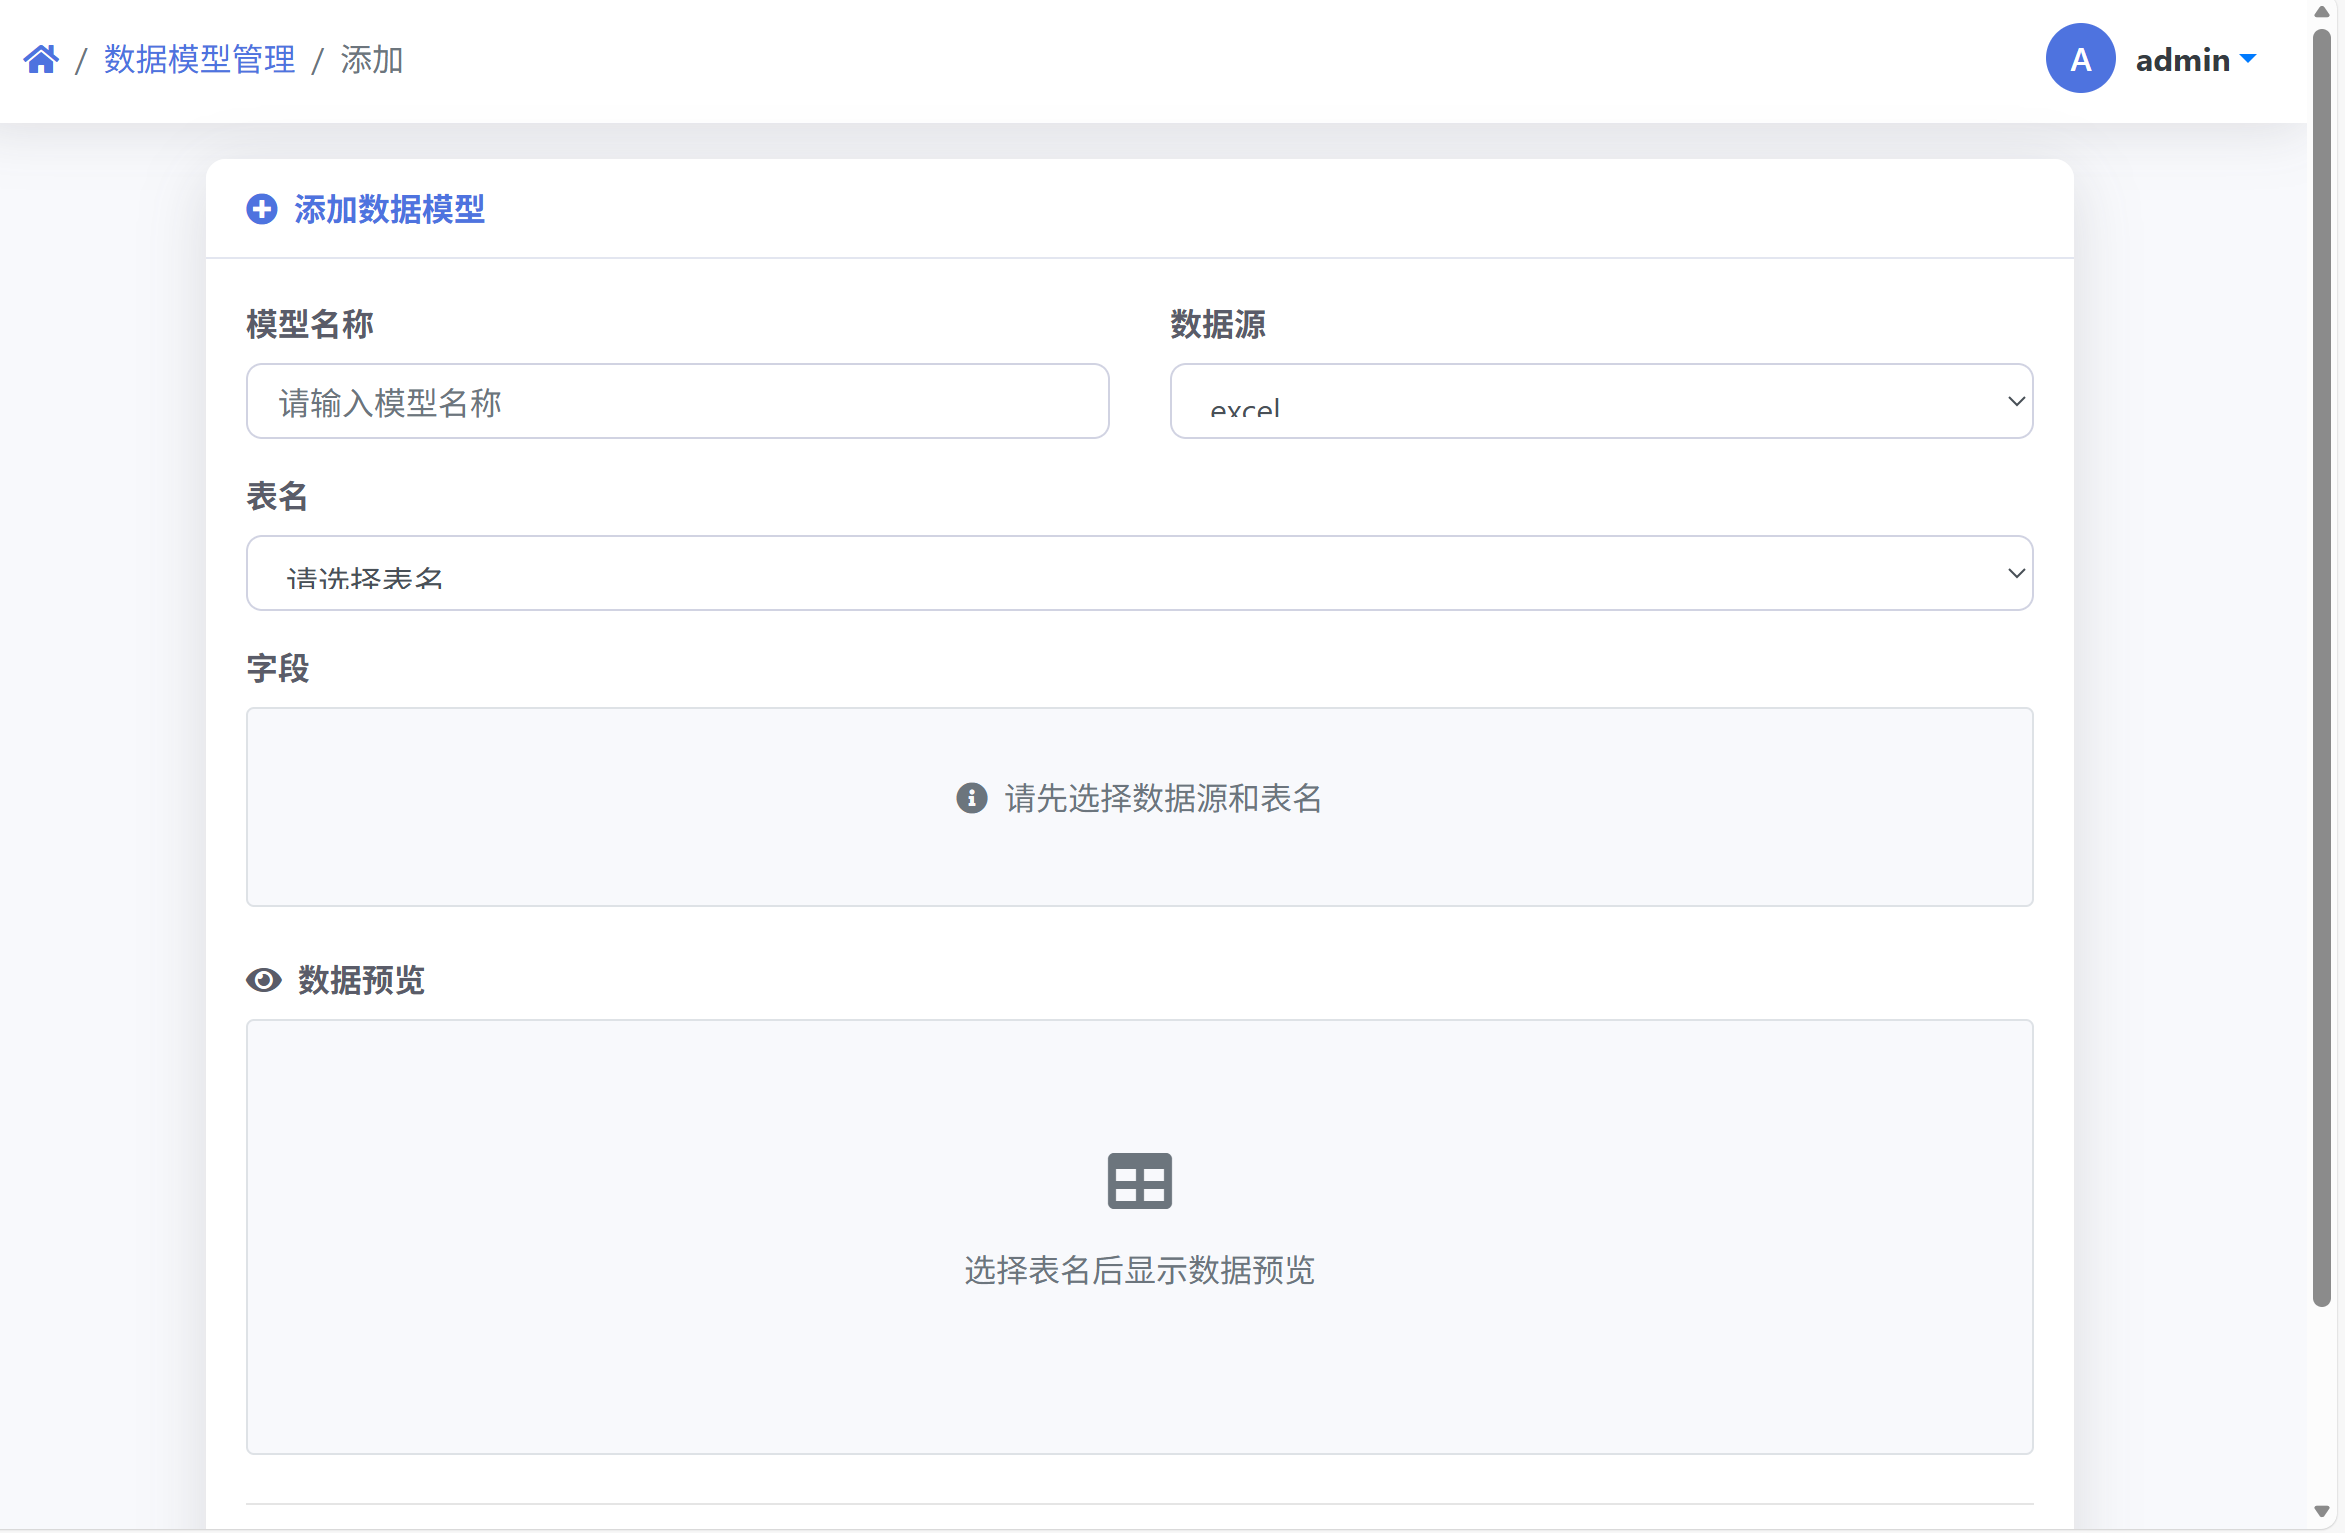 / 数据模型管理 / 添加
A admin
添加数据模型
模型名称
请输入模型名称
数据源
excel
表名
请选择表名
字段
请先选择数据源和表名
数据预览
选择表名后显示数据预览